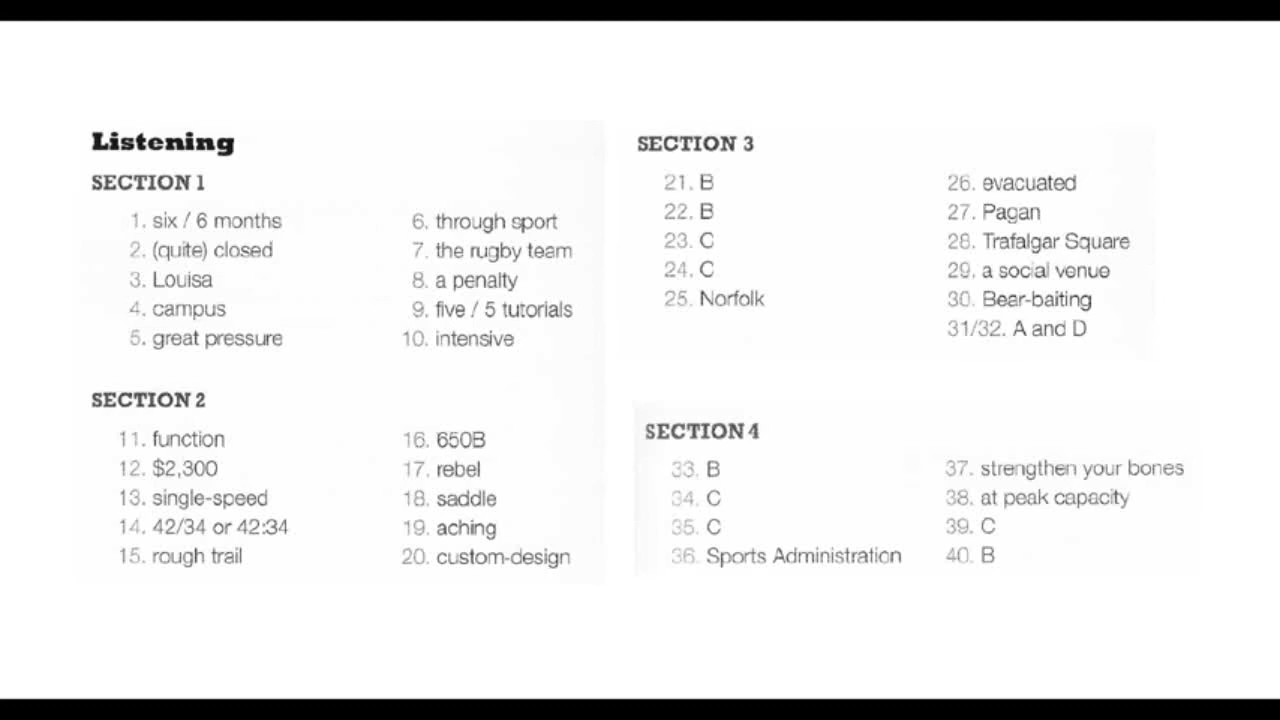 Listening
SECTION 1
1. six / 6 months
2. (quite) closed
3. Louisa
4. campus
5. great pressure
6. through sport
7. the rugby team
8. a penalty
9. five / 5 tutorials
10. intensive
SECTION 2
11. function
12. $2,300
13. single-speed
14. 42/34 or 42:34
15. rough trail
16. 650B
17. rebel
18. saddle
19. aching
20. custom-design
SECTION 3
21. B
22. B
23. C
24. C
25. Norfolk
26. evacuated
27. Pagan
28. Trafalgar Square
29. a social venue
30. Bear-baiting
31/32. A and D
SECTION 4
33. B
34. C
35. C
36. Sports Administration
37. strengthen your bones
38. at peak capacity
39. C
40. B